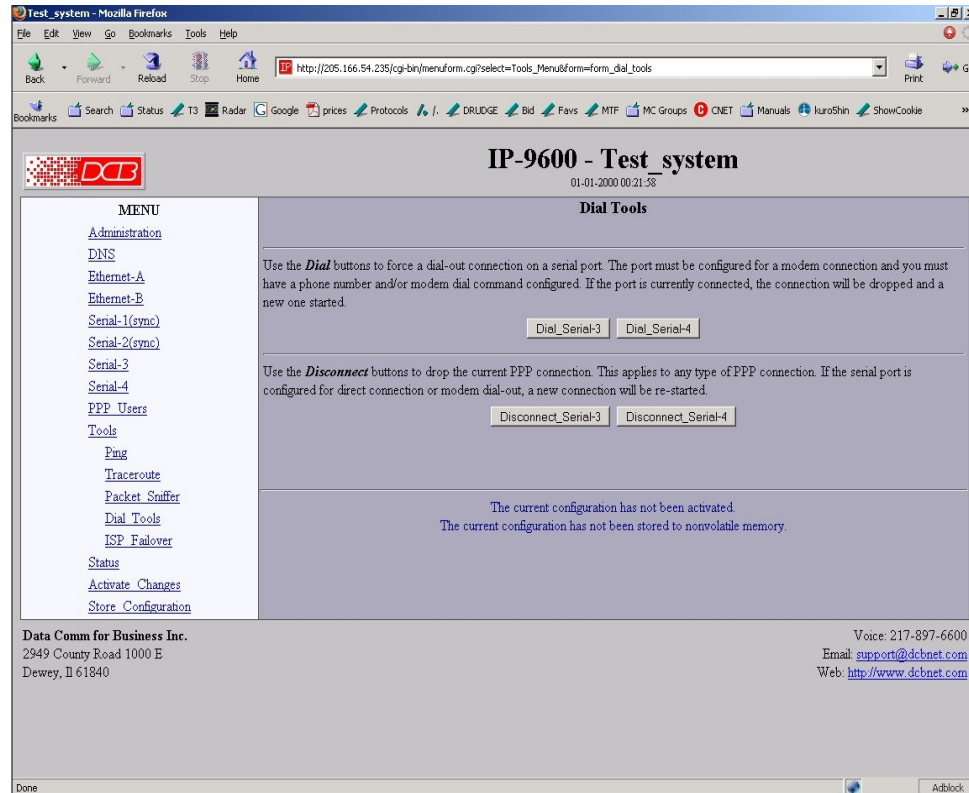 Test_system - Mozilla Firefox
File Edit View Go Bookmarks Tools Help
Back Forward Reload Stop Home
IP http://205.166.54.235/cgi-bin/menuform.cgi?select=Tools_Menu&form=form_dial_tools
Print G
Bookmarks Search Status T3 Radar Google prices Protocols /. DRUDGE Bid Favs MTF MC Groups CNET Manuals kuro5hin ShowCookie »
DCB
IP-9600 - Test_system
01-01-2000 00:21:58
MENU
Administration
DNS
Ethernet-A
Ethernet-B
Serial-1(sync)
Serial-2(sync)
Serial-3
Serial-4
PPP Users
Tools
Ping
Traceroute
Packet Sniffer
Dial Tools
ISP Failover
Status
Activate Changes
Store Configuration
Dial Tools
Use the Dial buttons to force a dial-out connection on a serial port. The port must be configured for a modem connection and you must
have a phone number and/or modem dial command configured. If the port is currently connected, the connection will be dropped and a
new one started.
Dial_Serial-3 Dial_Serial-4
Use the Disconnect buttons to drop the current PPP connection. This applies to any type of PPP connection. If the serial port is
configured for direct connection or modem dial-out, a new connection will be re-started.
Disconnect_Serial-3 Disconnect_Serial-4
The current configuration has not been activated.
The current configuration has not been stored to nonvolatile memory.
Data Comm for Business Inc.
2949 County Road 1000 E
Dewey, Il 61840
Voice: 217-897-6600
Email: support@dcbnet.com
Web: http://www.dcbnet.com
Done
Adblock